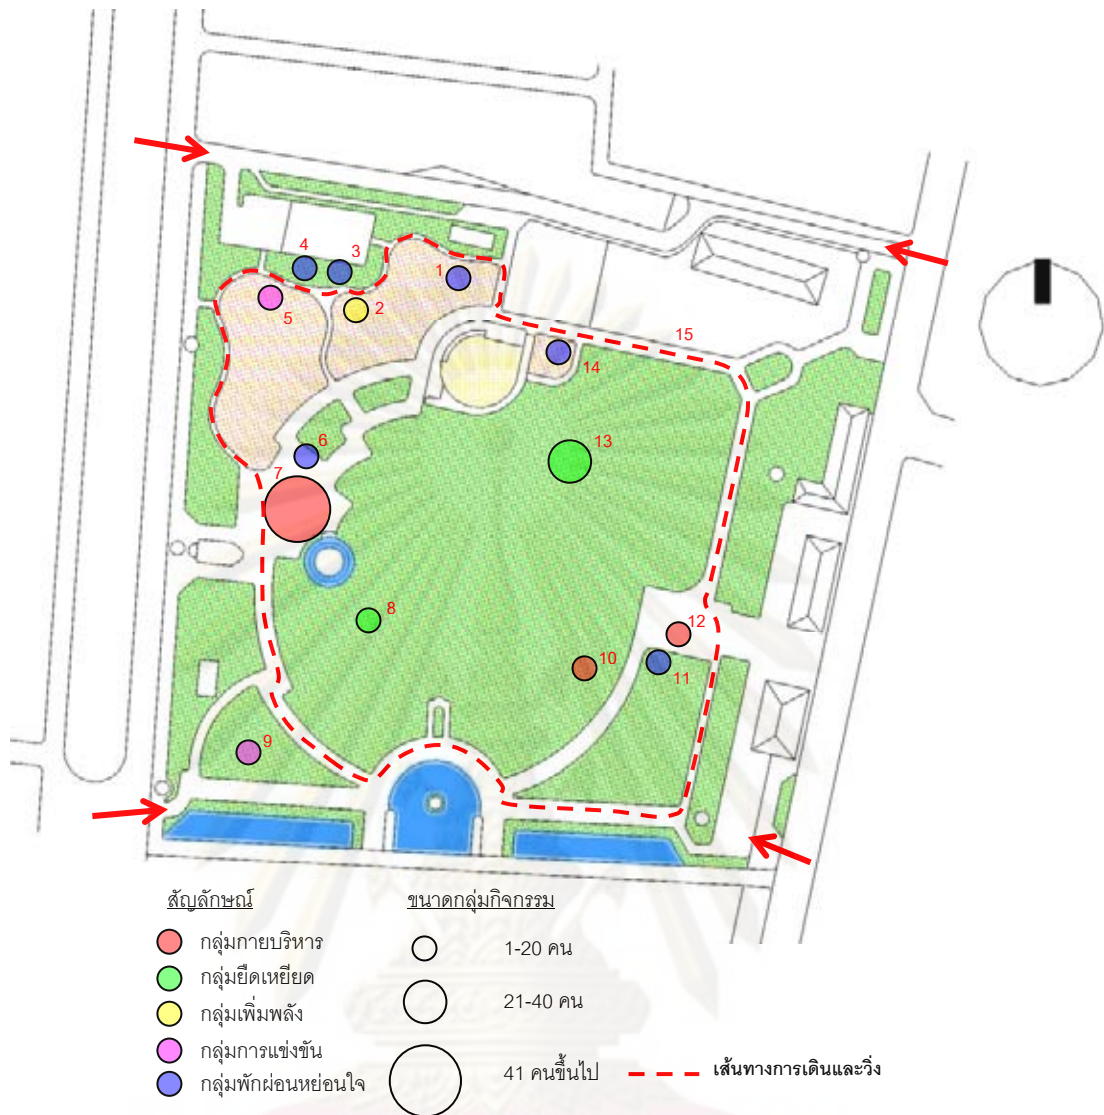 4
3
1
2
5
15
14
6
13
7
8
12
10
11
9
สัญลักษณ์
กลุ่มกายบริหาร
กลุ่มยืดเหยียด
กลุ่มเพิ่มพลัง
กลุ่มการแข่งขัน
กลุ่มพักผ่อนหย่อนใจ
ขนาดกลุ่มกิจกรรม
1-20 คน
21-40 คน
41 คนขึ้นไป
เส้นทางการเดินและวิ่ง